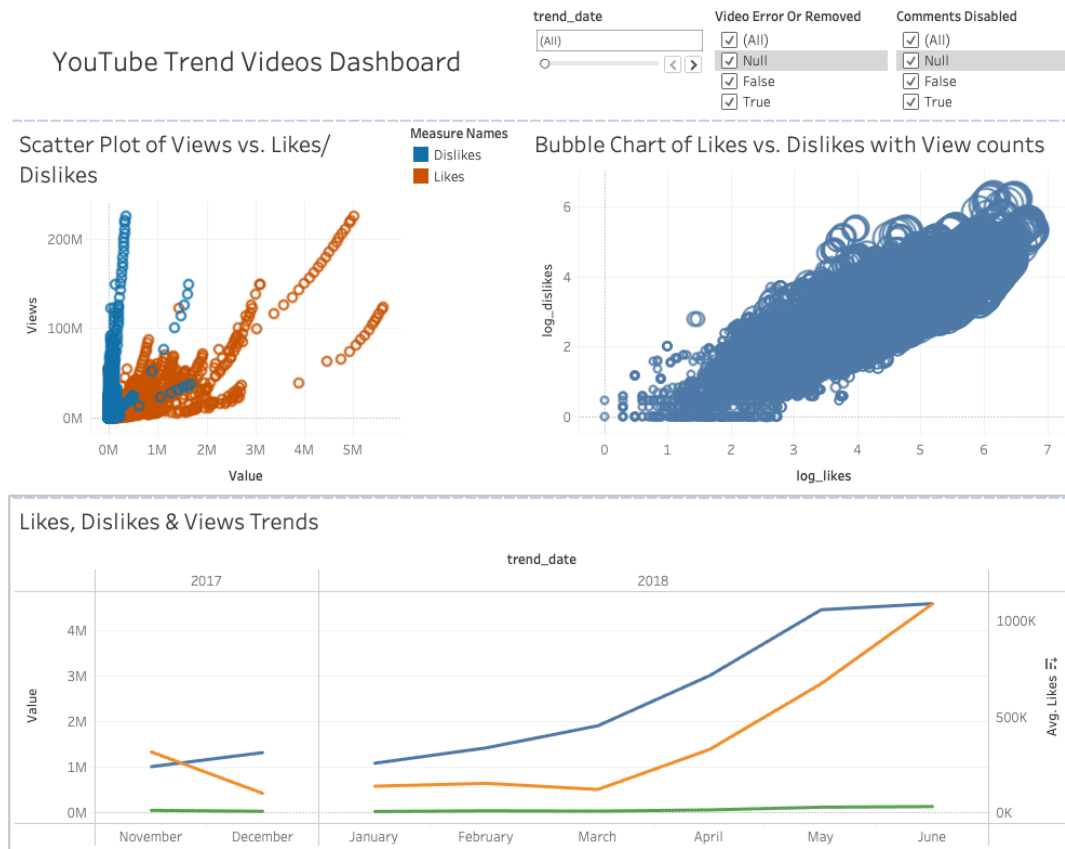 YouTube Trend Videos Dashboard
trend_date
(All)
Video Error Or Removed
(All)
Null
False
True
Comments Disabled
(All)
Null
False
True
Scatter Plot of Views vs. Likes/
Dislikes
Measure Names
Dislikes
Likes
200M
100M
0M
Views
0M 1M 2M 3M 4M 5M
Value
Bubble Chart of Likes vs. Dislikes with View counts
6
4
2
0
log_dislikes
0 1 2 3 4 5 6 7
log_likes
Likes, Dislikes & Views Trends
trend_date
2017 2018
4M
3M
2M
1M
0M
Value
1000K
500K
0K
Avg. Likes
November December January February March April May June